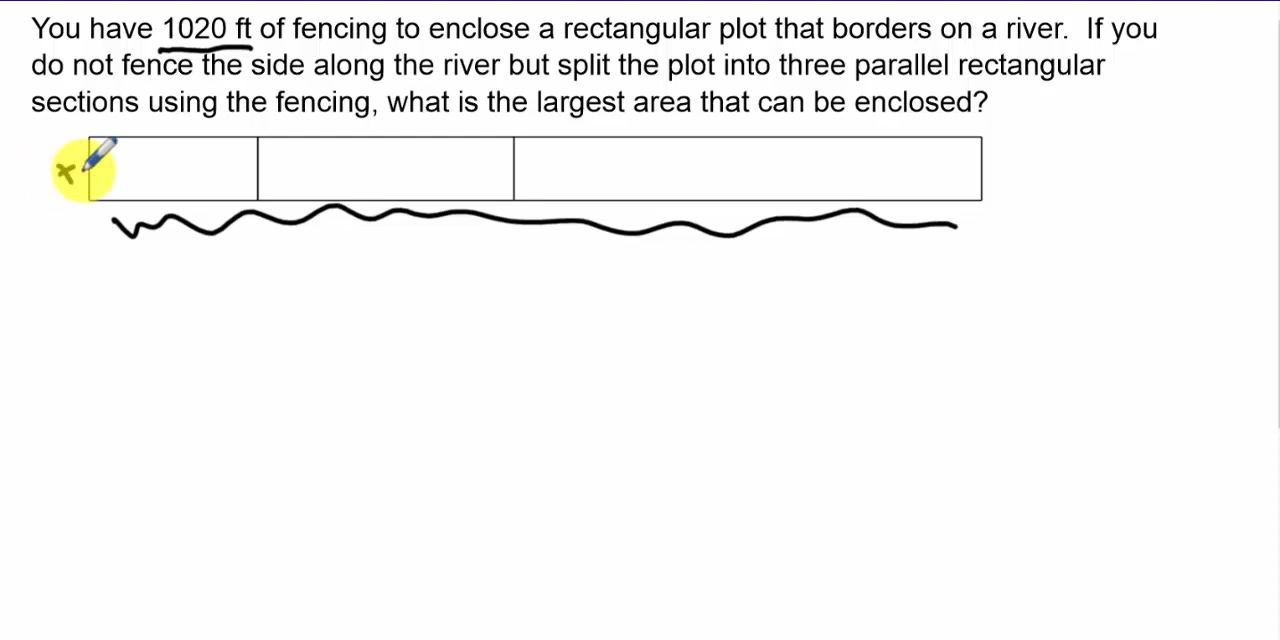 You have 1020 ft of fencing to enclose a rectangular plot that borders on a river.  If you
do not fence the side along the river but split the plot into three parallel rectangular
sections using the fencing, what is the largest area that can be enclosed?
x